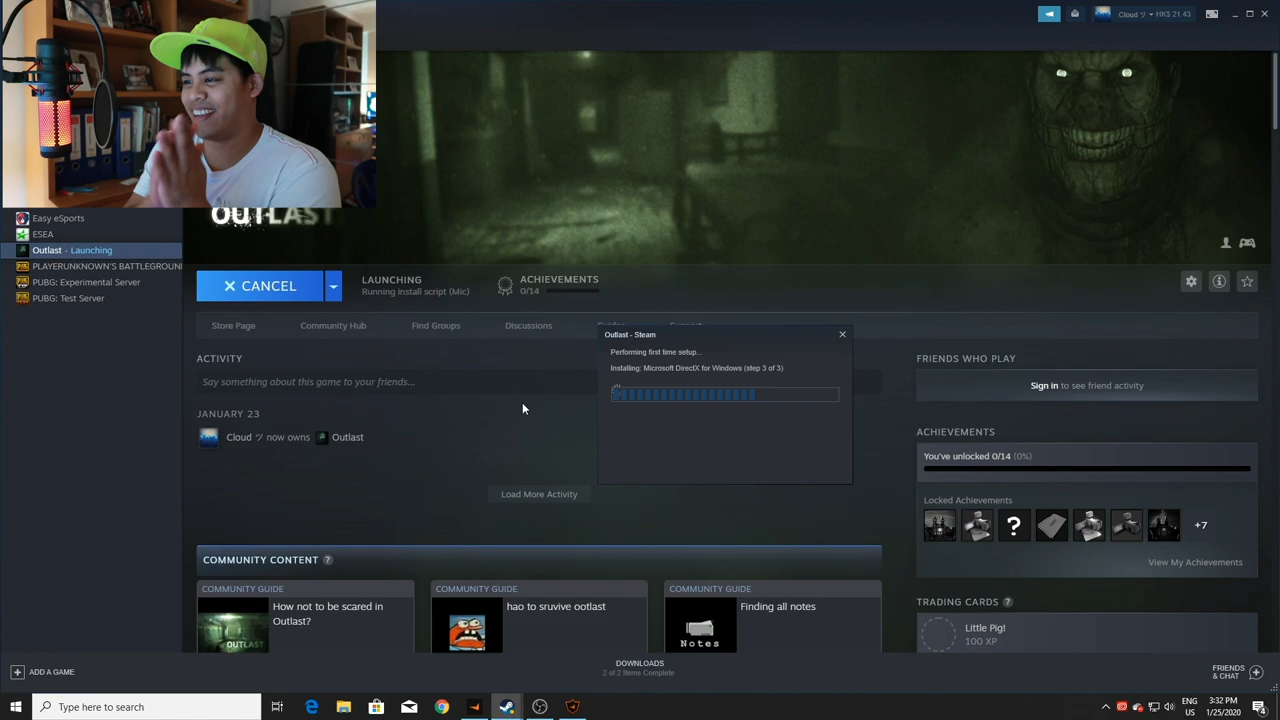 Cloud ツ
HK$ 21.43
OUTLAST
Easy eSports
ESEA
Outlast - Launching
PLAYERUNKNOWN'S BATTLEGROUN
PUBG: Experimental Server
PUBG: Test Server
CANCEL
LAUNCHING
Running install script (Mic)
ACHIEVEMENTS
0/14
Store Page
Community Hub
Find Groups
Discussions
Guides
Support
Outlast - Steam
Performing first time setup...
Installing: Microsoft DirectX for Windows (step 3 of 3)
ACTIVITY
Say something about this game to your friends...
JANUARY 23
Cloud ツ now owns Outlast
Load More Activity
FRIENDS WHO PLAY
Sign in to see friend activity
ACHIEVEMENTS
You've unlocked 0/14 (0%)
Locked Achievements
?
+7
View My Achievements
TRADING CARDS ?
Little Pig!
100 XP
COMMUNITY CONTENT ?
COMMUNITY GUIDE
How not to be scared in
Outlast?
OUTLAST
COMMUNITY GUIDE
hao to sruvive ootlast
COMMUNITY GUIDE
Finding all notes
Notes
ADD A GAME
DOWNLOADS
2 of 2 Items Complete
FRIENDS
& CHAT
Type here to search
ENG
US
3:32 PM
1/25/2020